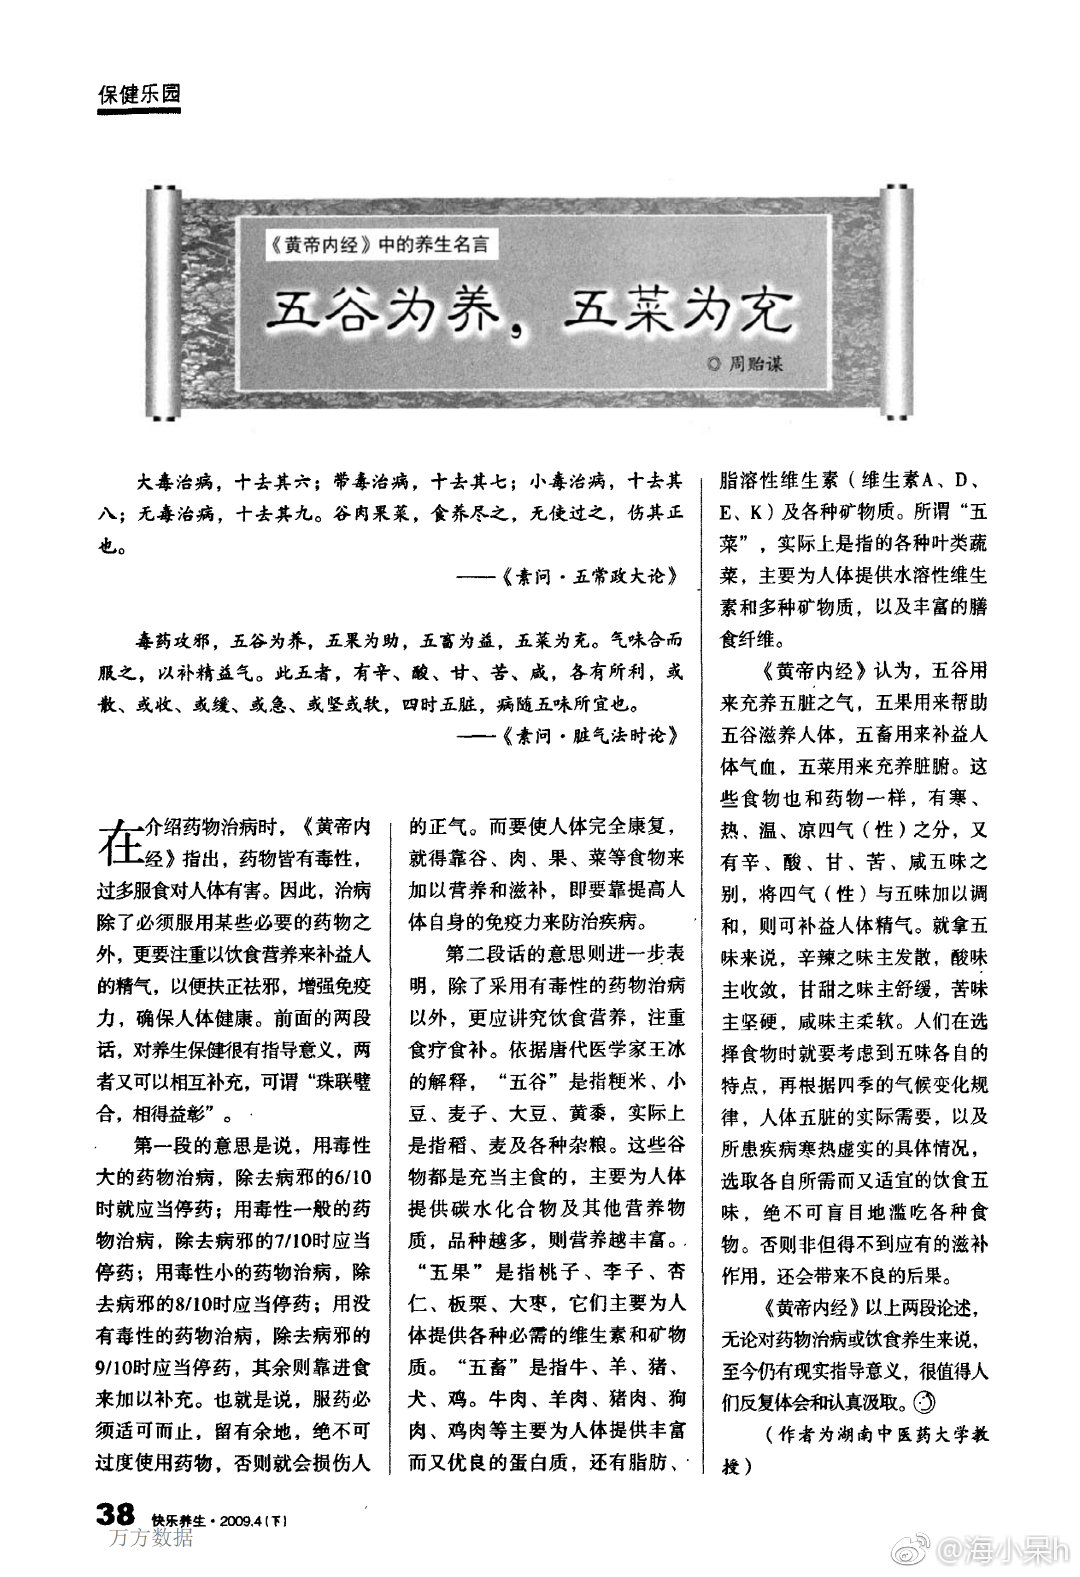 保健乐园
《黄帝内经》中的养生名言
五谷为养，五菜为充
◎ 周贻谋
大毒治病，十去其六；带毒治病，十去其七；小毒治病，十去其
八；无毒治病，十去其九。谷肉果菜，食养尽之，无使过之，伤其正
也。
——《素问·五常政大论》
毒药攻邪，五谷为养，五果为助，五畜为益，五菜为充。气味合而
服之，以补精益气。此五者，有辛、酸、甘、苦、咸，各有所利，或
散、或收、或缓、或急、或坚或软，四时五脏，病随五味所宜也。
——《素问·脏气法时论》
在介绍药物治病时，《黄帝内
经》指出，药物皆有毒性，
过多服食对人体有害。因此，治病
除了必须服用某些必要的药物之
外，更要注重以饮食营养来补益人
的精气，以便扶正祛邪，增强免疫
力，确保人体健康。前面的两段
话，对养生保健很有指导意义，两
者又可以相互补充，可谓“珠联璧
合，相得益彰”。
第一段的意思是说，用毒性
大的药物治病，除去病邪的6/10
时就应当停药；用毒性一般的药
物治病，除去病邪的7/10时应当
停药；用毒性小的药物治病，除
去病邪的8/10时应当停药；用没
有毒性的药物治病，除去病邪的
9/10时应当停药，其余则靠进食
来加以补充。也就是说，服药必
须适可而止，留有余地，绝不可
过度使用药物，否则就会损伤人
的正气。而要使人体完全康复，
就得靠谷、肉、果、菜等食物来
加以营养和滋补，即要靠提高人
体自身的免疫力来防治疾病。
第二段话的意思则进一步表
明，除了采用有毒性的药物治病
以外，更应讲究饮食营养，注重
食疗食补。依据唐代医学家王冰
的解释，“五谷”是指粳米、小
豆、麦子、大豆、黄黍，实际上
是指稻、麦及各种杂粮。这些谷
物都是充当主食的，主要为人体
提供碳水化合物及其他营养物
质，品种越多，则营养越丰富。
“五果”是指桃子、李子、杏
仁、板栗、大枣，它们主要为人
体提供各种必需的维生素和矿物
质。“五畜”是指牛、羊、猪、
犬、鸡。牛肉、羊肉、猪肉、狗
肉、鸡肉等主要为人体提供丰富
而又优良的蛋白质，还有脂肪、
脂溶性维生素（维生素A、D、
E、K）及各种矿物质。所谓“五
菜”，实际上是指的各种叶类蔬
菜，主要为人体提供水溶性维生
素和多种矿物质，以及丰富的膳
食纤维。
《黄帝内经》认为，五谷用
来充养五脏之气，五果用来帮助
五谷滋养人体，五畜用来补益人
体气血，五菜用来充养脏腑。这
些食物也和药物一样，有寒、
热、温、凉四气（性）之分，又
有辛、酸、甘、苦、咸五味之
别，将四气（性）与五味加以调
和，则可补益人体精气。就拿五
味来说，辛辣之味主发散，酸味
主收敛，甘甜之味主舒缓，苦味
主坚硬，咸味主柔软。人们在选
择食物时就要考虑到五味各自的
特点，再根据四季的气候变化规
律，人体五脏的实际需要，以及
所患疾病寒热虚实的具体情况，
选取各自所需而又适宜的饮食五
味，绝不可盲目地滥吃各种食
物。否则非但得不到应有的滋补
作用，还会带来不良的后果。
《黄帝内经》以上两段论述，
无论对药物治病或饮食养生来说，
至今仍有现实指导意义，很值得人
们反复体会和认真汲取。
（作者为湖南中医药大学教
授）
38 快乐养生·2009.4（下）
万方数据
@海小呆h